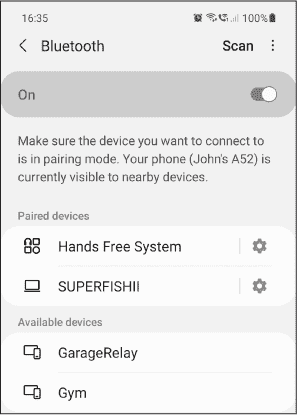 16:35 100%
Bluetooth Scan
On
Make sure the device you want to connect to
is in pairing mode. Your phone (John's A52) is
currently visible to nearby devices.
Paired devices
Hands Free System
SUPERFISHII
Available devices
GarageRelay
Gym